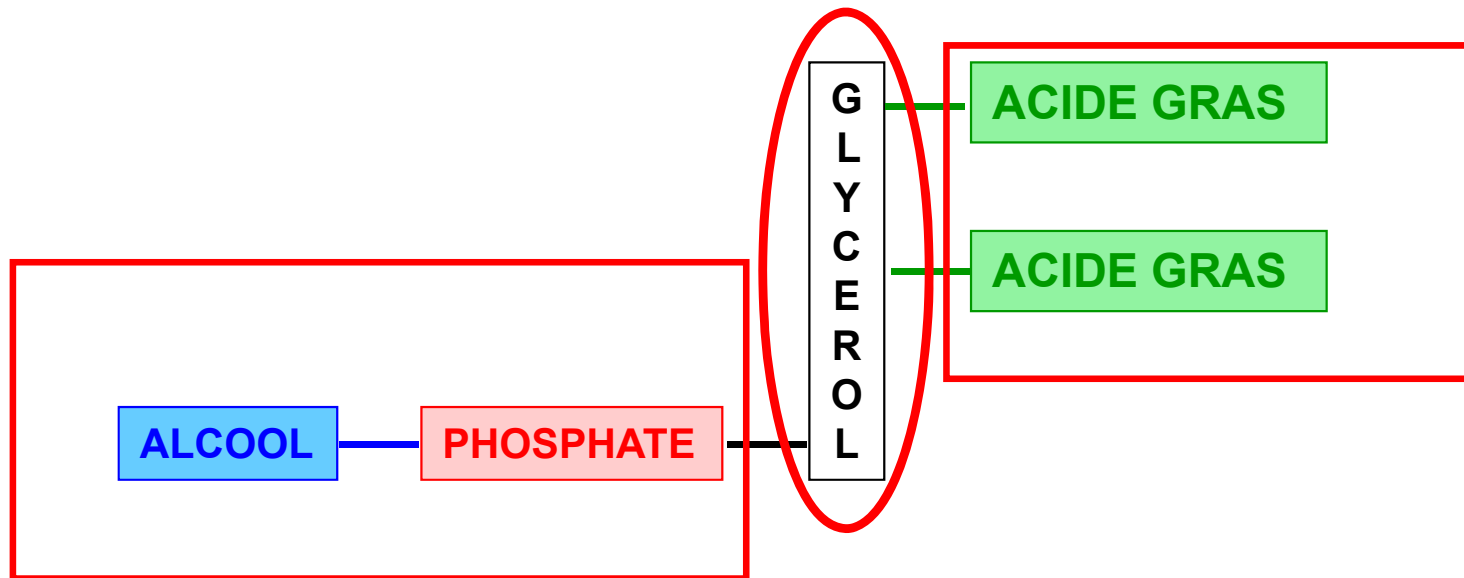 GLYCEROL
ACIDE GRAS
ACIDE GRAS
ALCOOL
PHOSPHATE